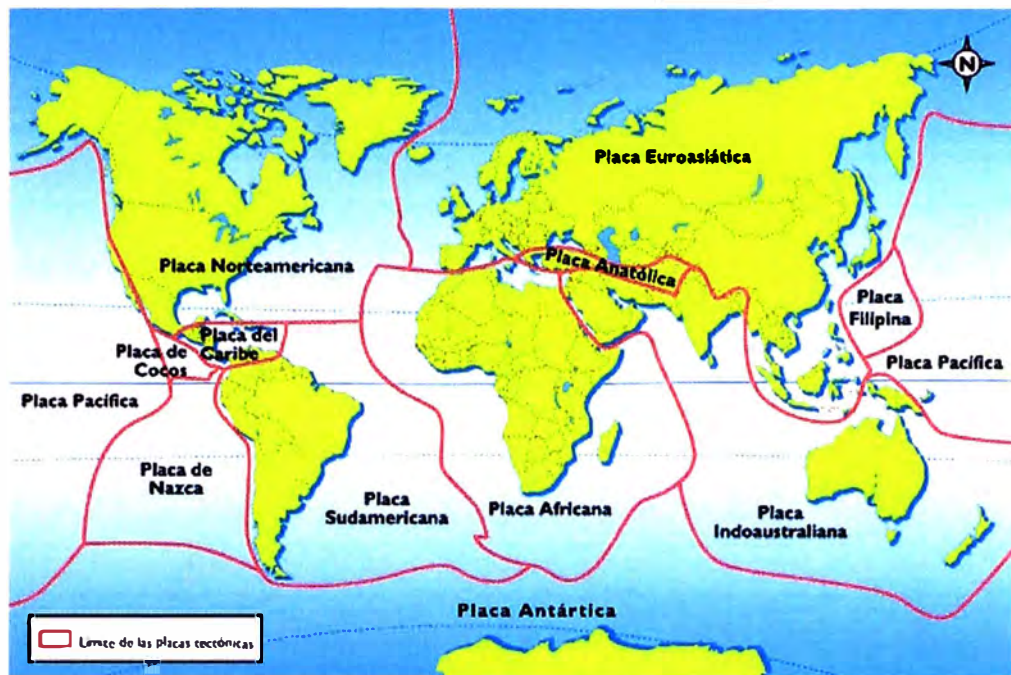 N
Placa Euroasiática
Placa Norteamericana
Placa Anatólica
Placa
Filipina
Placa del
Caribe
Placa de
Cocos
Placa Pacífica
Placa Pacífica
Placa de
Nazca
Placa
Sudamericana
Placa Africana
Placa
Indoaustraliana
Placa Antártica
Límite de las placas tectónicas